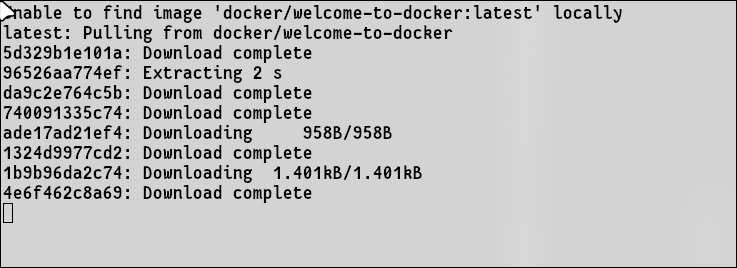 Unable to find image 'docker/welcome-to-docker:latest' locally
latest: Pulling from docker/welcome-to-docker
5d329b1e101a: Download complete
96526aa774ef: Extracting 2 s
da9c2e764c5b: Download complete
740091335c74: Download complete
ade17ad21ef4: Downloading     958B/958B
1324d9977cd2: Download complete
1b9b96da2c74: Downloading  1.401kB/1.401kB
4e6f462c8a69: Download complete